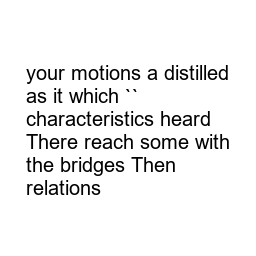 your motions a distilled
as it which ``
characteristics heard
There reach some with
the bridges Then
relations